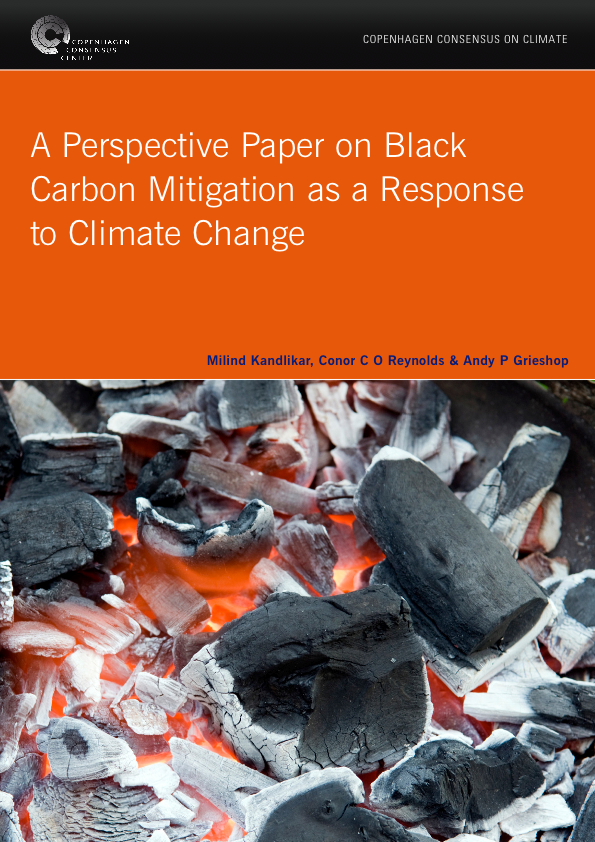 COPENHAGEN
CONSENSUS
CENTER
COPENHAGEN CONSENSUS ON CLIMATE
A Perspective Paper on Black
Carbon Mitigation as a Response
to Climate Change
Milind Kandlikar, Conor C O Reynolds & Andy P Grieshop